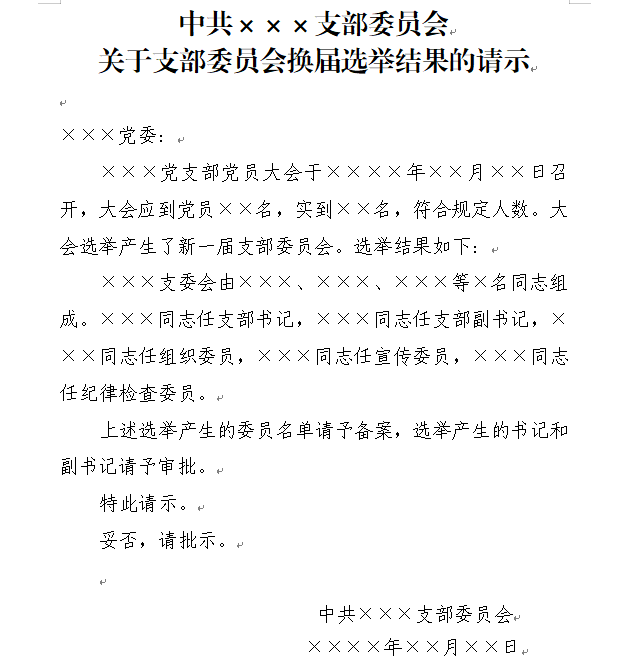 中共×××支部委员会
关于支部委员会换届选举结果的请示
×××党委：
×××党支部党员大会于××××年××月××日召
开，大会应到党员××名，实到××名，符合规定人数。大
会选举产生了新一届支部委员会。选举结果如下：
×××支委会由×××、×××、×××等×名同志组
成。×××同志任支部书记，×××同志任支部副书记，×
××同志任组织委员，×××同志任宣传委员，×××同志
任纪律检查委员。
上述选举产生的委员名单请予备案，选举产生的书记和
副书记请予审批。
特此请示。
妥否，请批示。
中共×××支部委员会
××××年××月××日